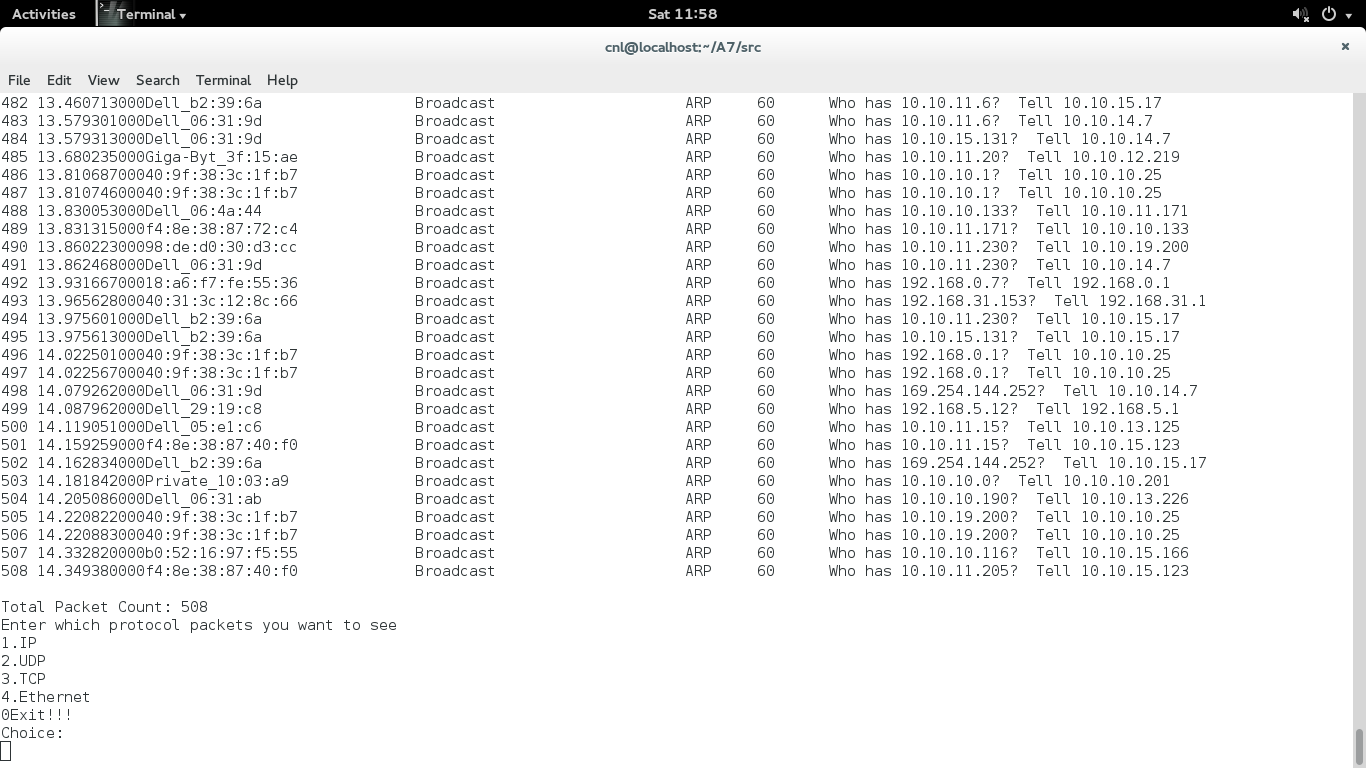 Activities Terminal Sat 11:58
cnl@localhost:~/A7/src ×
File Edit View Search Terminal Help
482 13.460713000Dell_b2:39:6a Broadcast ARP 60 Who has 10.10.11.6? Tell 10.10.15.17
483 13.579301000Dell_06:31:9d Broadcast ARP 60 Who has 10.10.11.6? Tell 10.10.14.7
484 13.579313000Dell_06:31:9d Broadcast ARP 60 Who has 10.10.15.131? Tell 10.10.14.7
485 13.680235000Giga-Byt_3f:15:ae Broadcast ARP 60 Who has 10.10.11.20? Tell 10.10.12.219
486 13.81068700040:9f:38:3c:1f:b7 Broadcast ARP 60 Who has 10.10.10.1? Tell 10.10.10.25
487 13.81074600040:9f:38:3c:1f:b7 Broadcast ARP 60 Who has 10.10.10.1? Tell 10.10.10.25
488 13.830053000Dell_06:4a:44 Broadcast ARP 60 Who has 10.10.10.133? Tell 10.10.11.171
489 13.831315000f4:8e:38:87:72:c4 Broadcast ARP 60 Who has 10.10.11.171? Tell 10.10.10.133
490 13.86022300098:de:d0:30:d3:cc Broadcast ARP 60 Who has 10.10.11.230? Tell 10.10.19.200
491 13.862468000Dell_06:31:9d Broadcast ARP 60 Who has 10.10.11.230? Tell 10.10.14.7
492 13.93166700018:a6:f7:fe:55:36 Broadcast ARP 60 Who has 192.168.0.7? Tell 192.168.0.1
493 13.96562800040:31:3c:12:8c:66 Broadcast ARP 60 Who has 192.168.31.153? Tell 192.168.31.1
494 13.975601000Dell_b2:39:6a Broadcast ARP 60 Who has 10.10.11.230? Tell 10.10.15.17
495 13.975613000Dell_b2:39:6a Broadcast ARP 60 Who has 10.10.15.131? Tell 10.10.15.17
496 14.02250100040:9f:38:3c:1f:b7 Broadcast ARP 60 Who has 192.168.0.1? Tell 10.10.10.25
497 14.02256700040:9f:38:3c:1f:b7 Broadcast ARP 60 Who has 192.168.0.1? Tell 10.10.10.25
498 14.079262000Dell_06:31:9d Broadcast ARP 60 Who has 169.254.144.252? Tell 10.10.14.7
499 14.087962000Dell_29:19:c8 Broadcast ARP 60 Who has 192.168.5.12? Tell 192.168.5.1
500 14.119051000Dell_05:e1:c6 Broadcast ARP 60 Who has 10.10.11.15? Tell 10.10.13.125
501 14.159259000f4:8e:38:87:40:f0 Broadcast ARP 60 Who has 10.10.11.15? Tell 10.10.15.123
502 14.162834000Dell_b2:39:6a Broadcast ARP 60 Who has 169.254.144.252? Tell 10.10.15.17
503 14.181842000Private_10:03:a9 Broadcast ARP 60 Who has 10.10.10.0? Tell 10.10.10.201
504 14.205086000Dell_06:31:ab Broadcast ARP 60 Who has 10.10.10.190? Tell 10.10.13.226
505 14.22082200040:9f:38:3c:1f:b7 Broadcast ARP 60 Who has 10.10.19.200? Tell 10.10.10.25
506 14.22088300040:9f:38:3c:1f:b7 Broadcast ARP 60 Who has 10.10.19.200? Tell 10.10.10.25
507 14.332820000b0:52:16:97:f5:55 Broadcast ARP 60 Who has 10.10.10.116? Tell 10.10.15.166
508 14.349380000f4:8e:38:87:40:f0 Broadcast ARP 60 Who has 10.10.11.205? Tell 10.10.15.123
Total Packet Count: 508
Enter which protocol packets you want to see
1.IP
2.UDP
3.TCP
4.Ethernet
0Exit!!!
Choice: